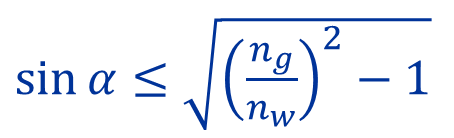 sin α ≤ √((n_g/n_w)² − 1)